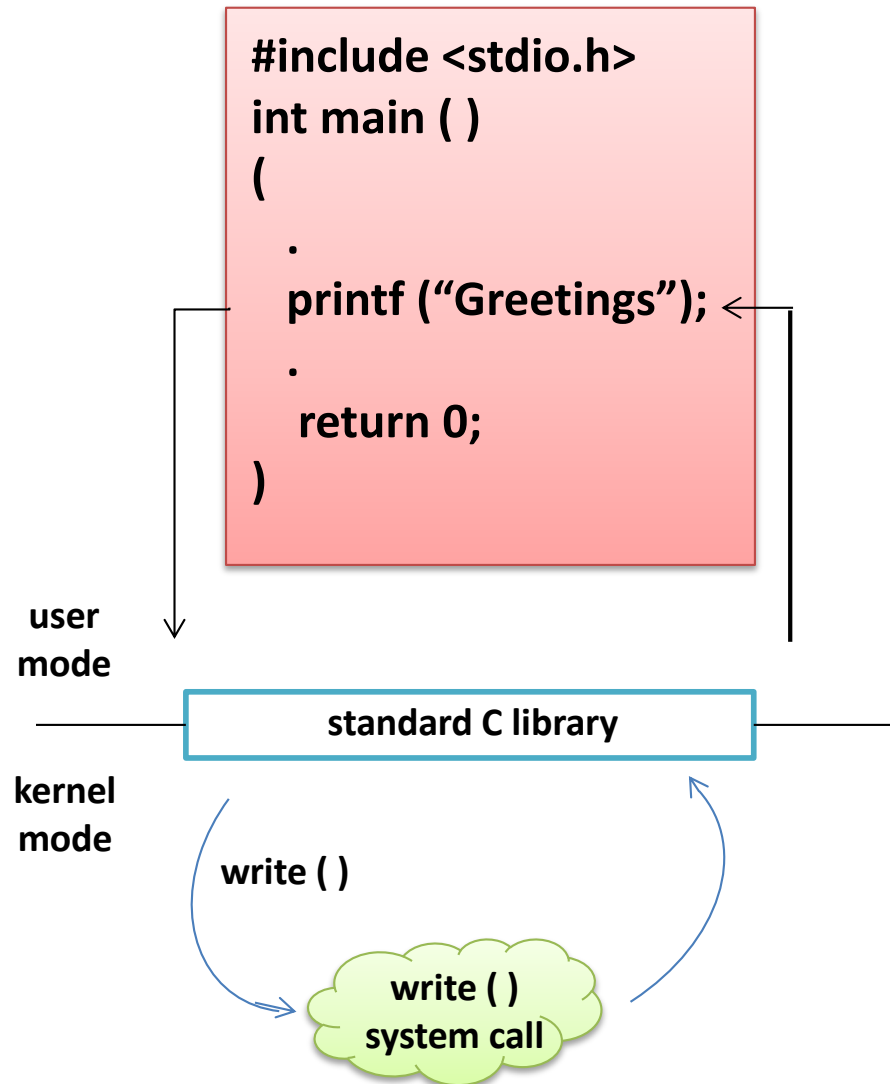 #include <stdio.h>
int main ( )
(
.
printf (“Greetings”);
.
return 0;
)
user
mode
standard C library
kernel
mode
write ( )
write ( )
system call